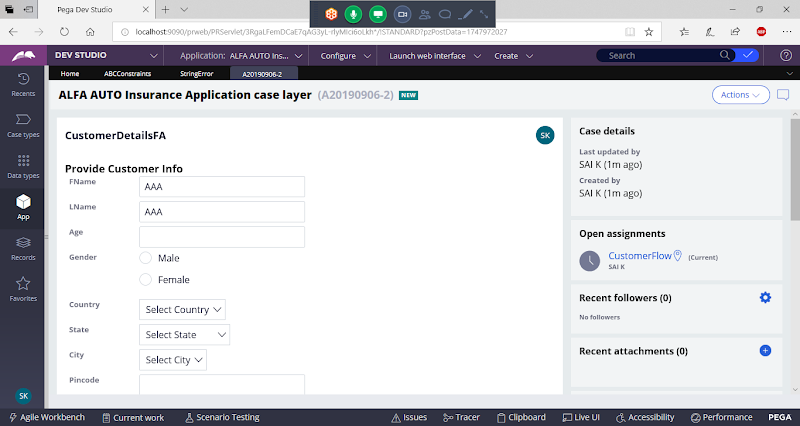 Pega Dev Studio
localhost:9090/prweb/PRServlet/3RgaLFemDCaE7qAG3yL-rlyMIci6oLkh*/!STANDARD?pzPostData=1747972027
DEV STUDIO Application: ALFA AUTO Ins... Configure Launch web interface Create Search
Home ABCConstraints StringError A20190906-2
ALFA AUTO Insurance Application case layer (A20190906-2) NEW Actions
Recents
Case types
Data types
App
Records
Favorites
SK
CustomerDetailsFA SK
Provide Customer Info
FName AAA
LName AAA
Age
Gender Male
Female
Country Select Country
State Select State
City Select City
Pincode
Case details
Last updated by
SAI K (1m ago)
Created by
SAI K (1m ago)
Open assignments
CustomerFlow (Current)
SAI K
Recent followers (0)
No followers
Recent attachments (0)
Agile Workbench Current work Scenario Testing Issues Tracer Clipboard Live UI Accessibility Performance PEGA